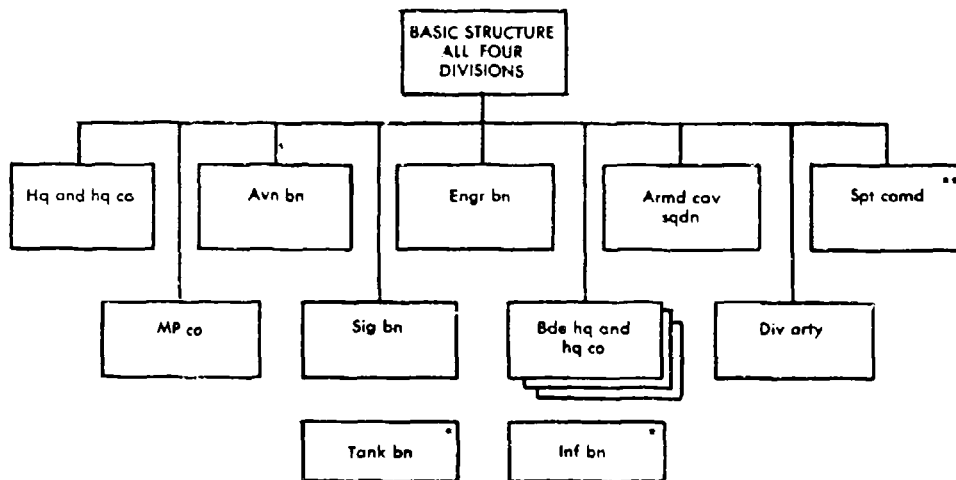 BASIC STRUCTURE
ALL FOUR
DIVISIONS
Hq and hq co
Avn bn
Engr bn
Armd cav
sqdn
**
Spt comd
MP co
Sig bn
Bde hq and
hq co
Div arty
*
Tank bn
*
Inf bn